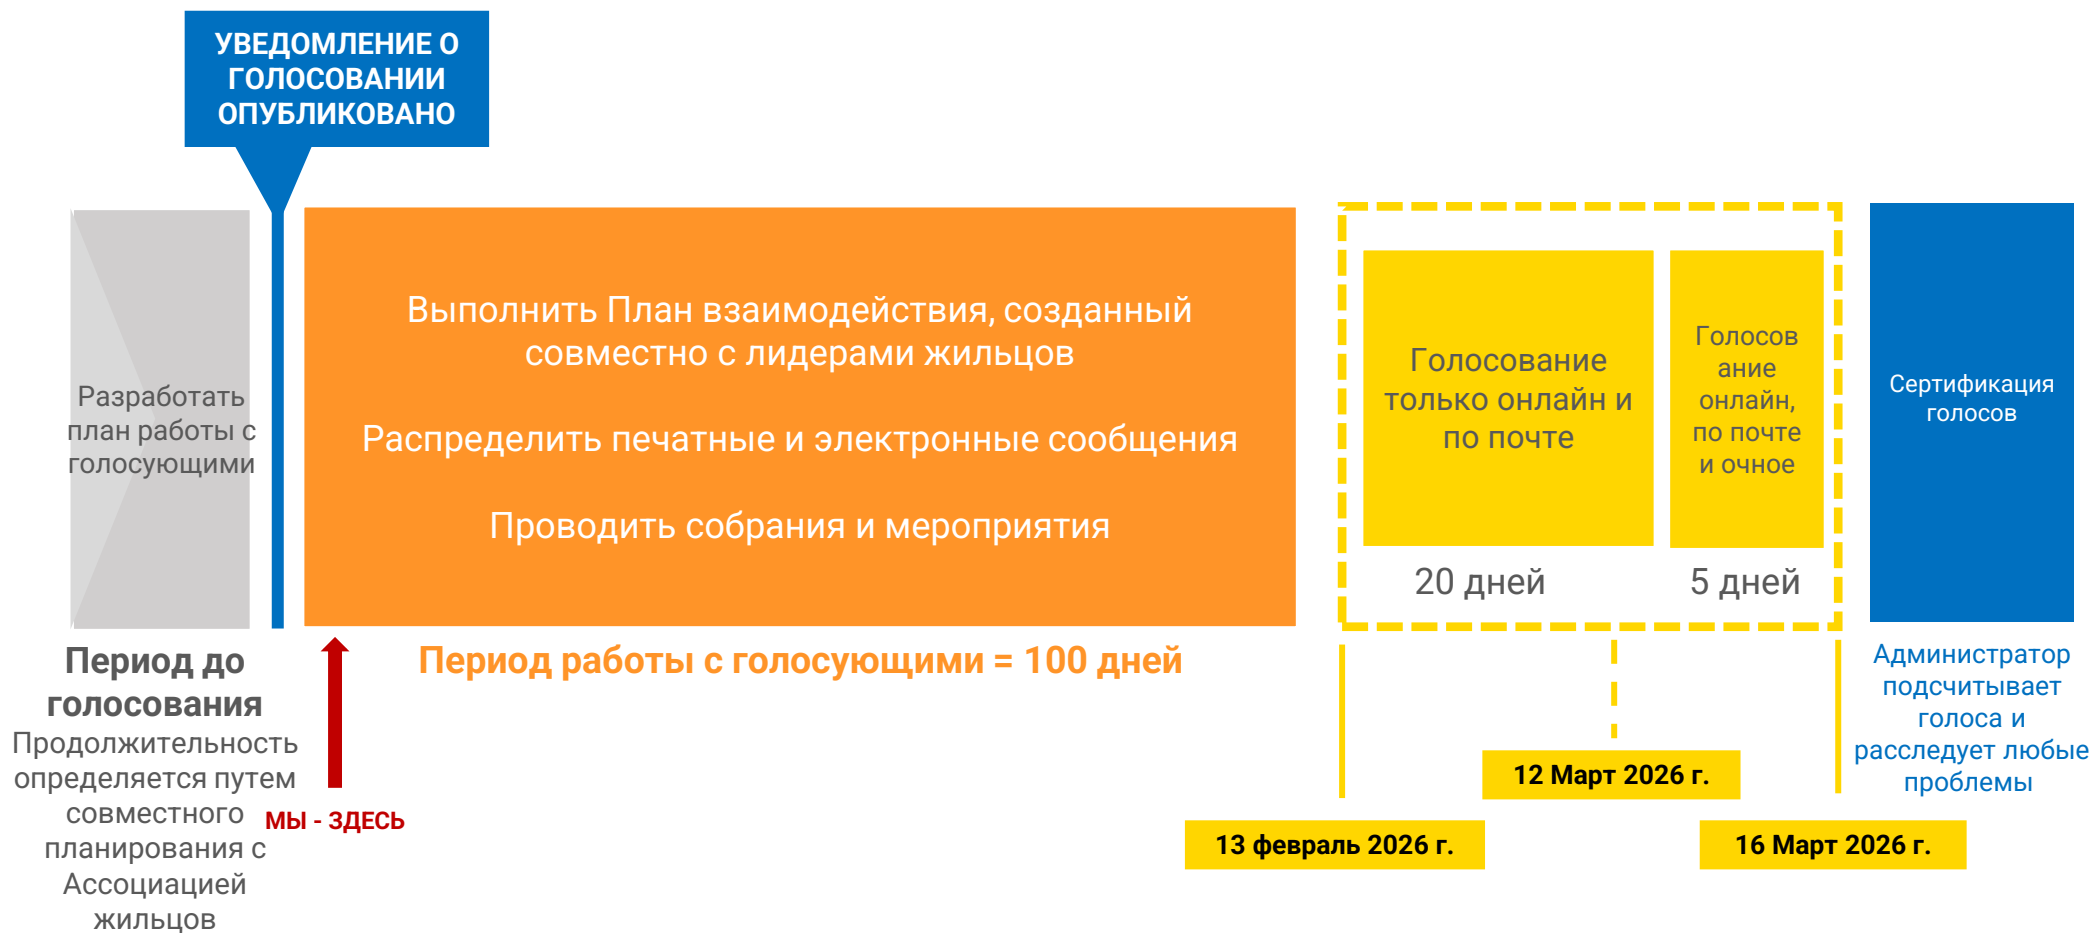 УВЕДОМЛЕНИЕ О
ГОЛОСОВАНИИ
ОПУБЛИКОВАНО
Разработать
план работы с
голосующими
Период до
голосования
Продолжительность
определяется путем
совместного
планирования с
Ассоциацией
жильцов
МЫ - ЗДЕСЬ
Выполнить План взаимодействия, созданный
совместно с лидерами жильцов
Распределить печатные и электронные сообщения
Проводить собрания и мероприятия
Период работы с голосующими = 100 дней
Голосование
только онлайн и
по почте
20 дней
Голосов
ание
онлайн,
по почте
и очное
5 дней
13 февраль 2026 г.
12 Март 2026 г.
16 Март 2026 г.
Сертификация
голосов
Администратор
подсчитывает
голоса и
расследует любые
проблемы